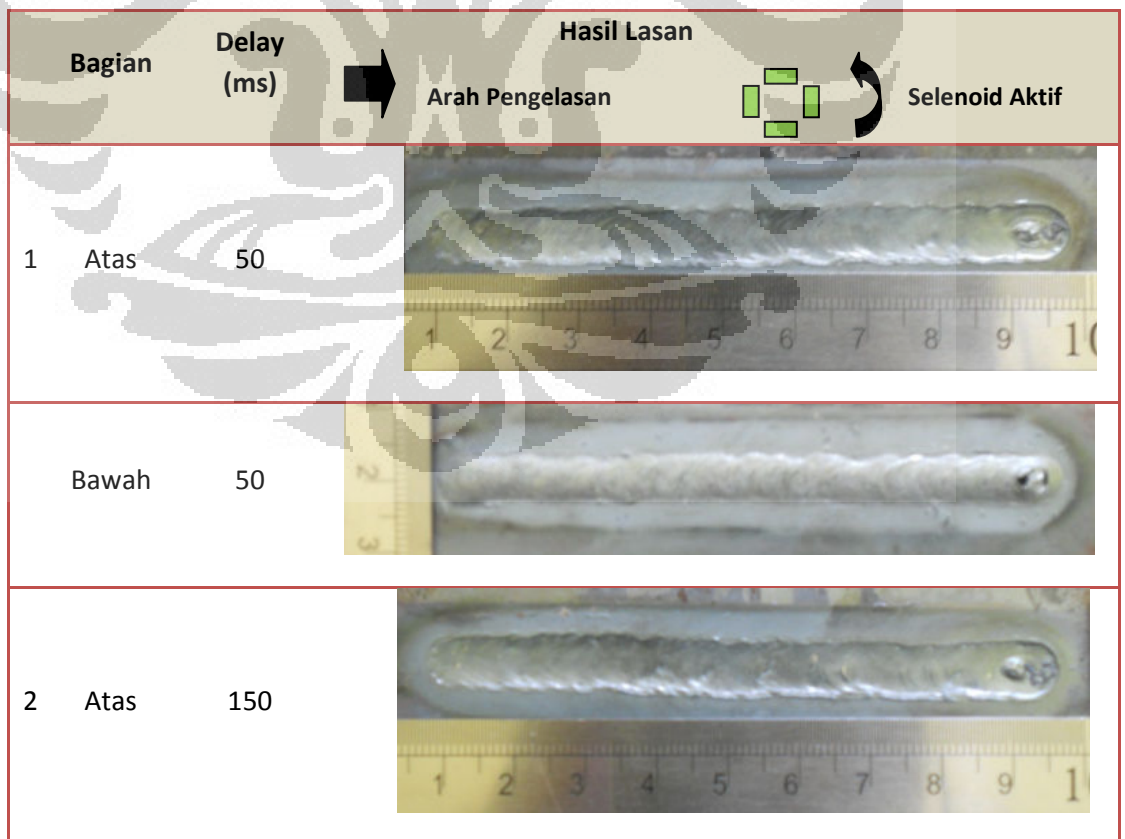 Bagian
Delay
(ms)
Hasil Lasan
Arah Pengelasan
Selenoid Aktif
1 Atas 50
1 2 3 4 5 6 7 8 9 10
Bawah 50
2
3
2 Atas 150
1 2 3 4 5 6 7 8 9 1